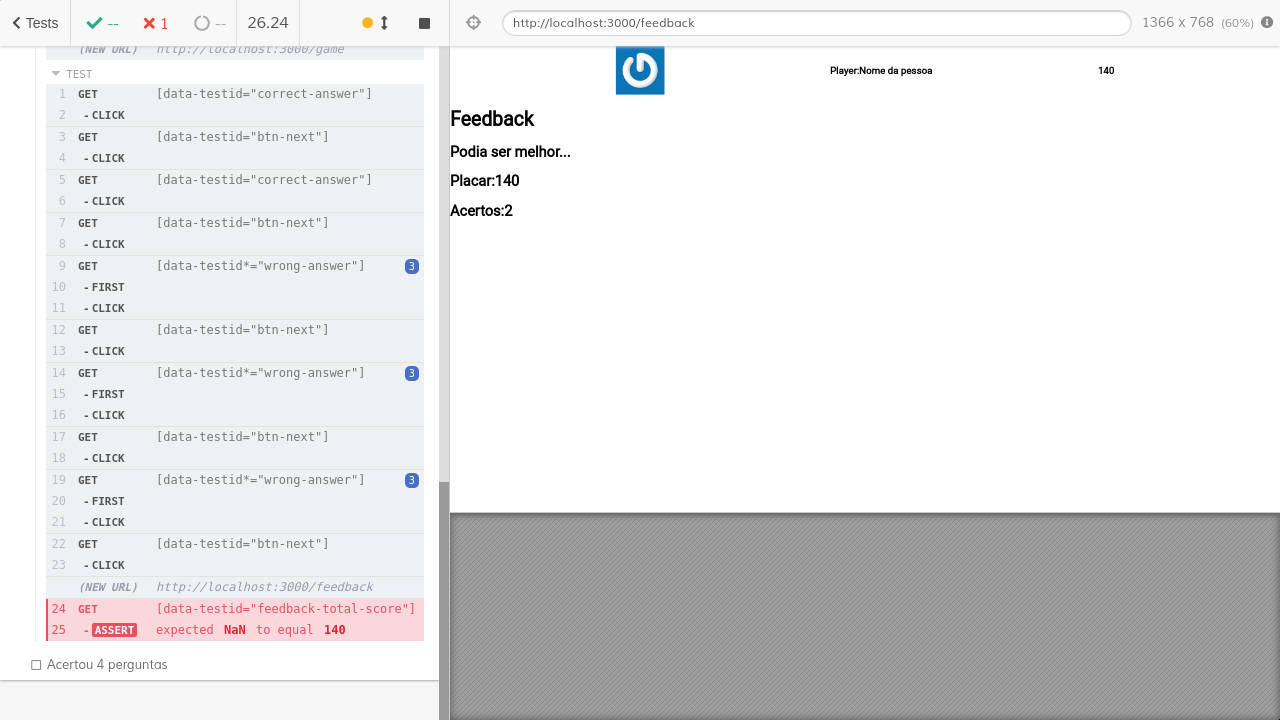 Tests
--
1
--
26.24
http://localhost:3000/feedback
1366 x 768 (60%)
(NEW URL) http://localhost:3000/game
TEST
1 GET [data-testid="correct-answer"]
2 - CLICK
3 GET [data-testid="btn-next"]
4 - CLICK
5 GET [data-testid="correct-answer"]
6 - CLICK
7 GET [data-testid="btn-next"]
8 - CLICK
9 GET [data-testid*="wrong-answer"] 3
10 - FIRST
11 - CLICK
12 GET [data-testid="btn-next"]
13 - CLICK
14 GET [data-testid*="wrong-answer"] 3
15 - FIRST
16 - CLICK
17 GET [data-testid="btn-next"]
18 - CLICK
19 GET [data-testid*="wrong-answer"] 3
20 - FIRST
21 - CLICK
22 GET [data-testid="btn-next"]
23 - CLICK
(NEW URL) http://localhost:3000/feedback
24 GET [data-testid="feedback-total-score"]
25 - ASSERT expected NaN to equal 140
Acertou 4 perguntas
Player:Nome da pessoa
140
Feedback
Podia ser melhor...
Placar:140
Acertos:2